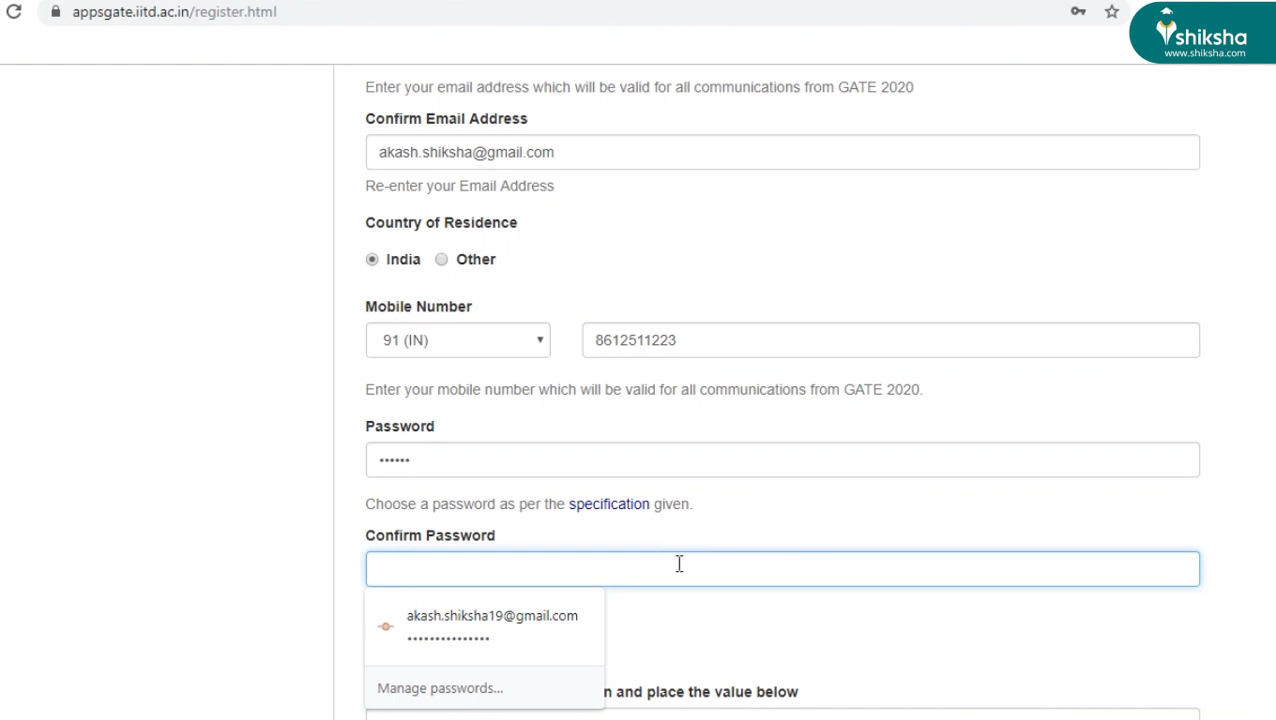 appsgate.iitd.ac.in/register.html
shiksha
www.shiksha.com
Enter your email address which will be valid for all communications from GATE 2020
Confirm Email Address
akash.shiksha@gmail.com
Re-enter your Email Address
Country of Residence
India Other
Mobile Number
91 (IN) 8612511223
Enter your mobile number which will be valid for all communications from GATE 2020.
Password
••••••
Choose a password as per the specification given.
Confirm Password
akash.shiksha19@gmail.com
•••••••••••••••
Manage passwords...
n and place the value below